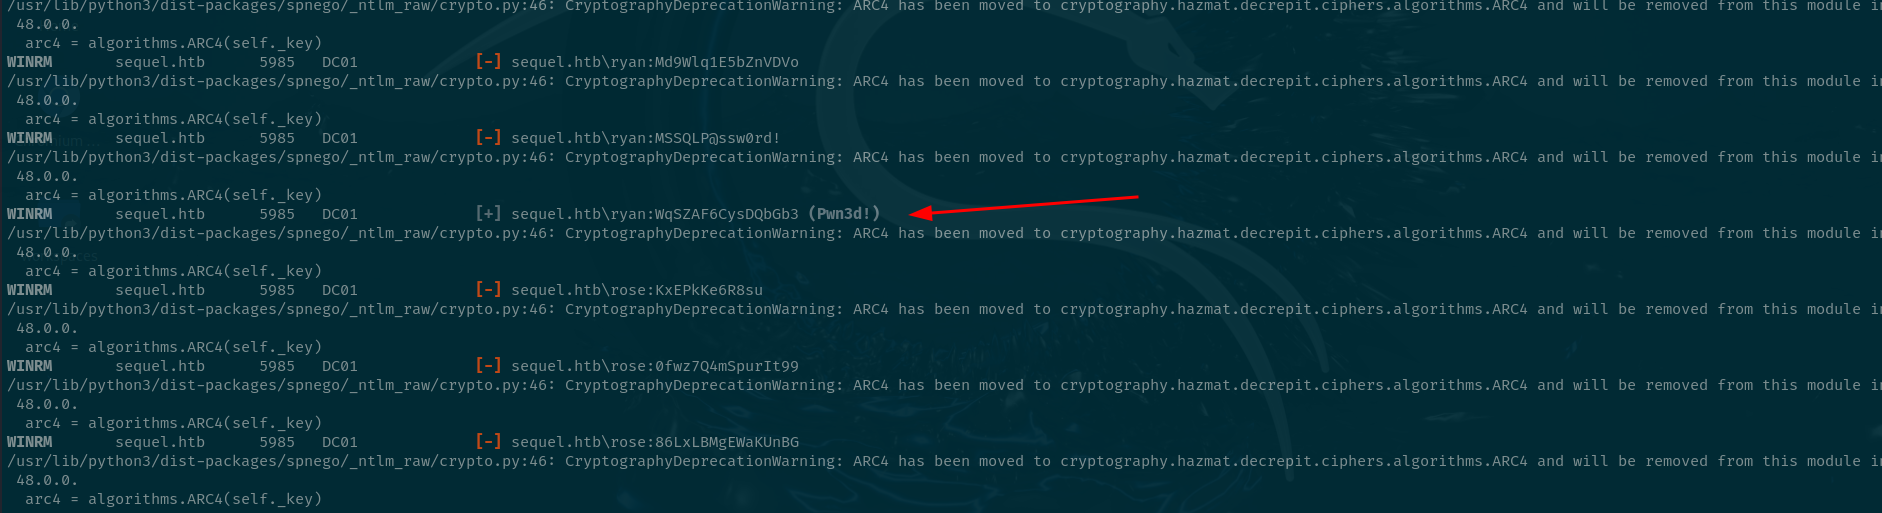 /usr/lib/python3/dist-packages/spnego/_ntlm_raw/crypto.py:46: CryptographyDeprecationWarning: ARC4 has been moved to cryptography.hazmat.decrepit.ciphers.algorithms.ARC4 and will be removed from this module in
48.0.0.
arc4 = algorithms.ARC4(self._key)
WINRM sequel.htb 5985 DC01 [-] sequel.htb\ryan:Md9Wlq1E5bZnVDVo
/usr/lib/python3/dist-packages/spnego/_ntlm_raw/crypto.py:46: CryptographyDeprecationWarning: ARC4 has been moved to cryptography.hazmat.decrepit.ciphers.algorithms.ARC4 and will be removed from this module in
48.0.0.
arc4 = algorithms.ARC4(self._key)
WINRM sequel.htb 5985 DC01 [-] sequel.htb\ryan:MSSQLP@ssw0rd!
/usr/lib/python3/dist-packages/spnego/_ntlm_raw/crypto.py:46: CryptographyDeprecationWarning: ARC4 has been moved to cryptography.hazmat.decrepit.ciphers.algorithms.ARC4 and will be removed from this module in
48.0.0.
arc4 = algorithms.ARC4(self._key)
WINRM sequel.htb 5985 DC01 [+] sequel.htb\ryan:WqSZAF6CysDQbGb3 (Pwn3d!)
/usr/lib/python3/dist-packages/spnego/_ntlm_raw/crypto.py:46: CryptographyDeprecationWarning: ARC4 has been moved to cryptography.hazmat.decrepit.ciphers.algorithms.ARC4 and will be removed from this module in
48.0.0.
arc4 = algorithms.ARC4(self._key)
WINRM sequel.htb 5985 DC01 [-] sequel.htb\rose:KxEPkKe6R8su
/usr/lib/python3/dist-packages/spnego/_ntlm_raw/crypto.py:46: CryptographyDeprecationWarning: ARC4 has been moved to cryptography.hazmat.decrepit.ciphers.algorithms.ARC4 and will be removed from this module in
48.0.0.
arc4 = algorithms.ARC4(self._key)
WINRM sequel.htb 5985 DC01 [-] sequel.htb\rose:0fwz7Q4mSpurIt99
/usr/lib/python3/dist-packages/spnego/_ntlm_raw/crypto.py:46: CryptographyDeprecationWarning: ARC4 has been moved to cryptography.hazmat.decrepit.ciphers.algorithms.ARC4 and will be removed from this module in
48.0.0.
arc4 = algorithms.ARC4(self._key)
WINRM sequel.htb 5985 DC01 [-] sequel.htb\rose:86LxLBMgEWaKUnBG
/usr/lib/python3/dist-packages/spnego/_ntlm_raw/crypto.py:46: CryptographyDeprecationWarning: ARC4 has been moved to cryptography.hazmat.decrepit.ciphers.algorithms.ARC4 and will be removed from this module in
48.0.0.
arc4 = algorithms.ARC4(self._key)